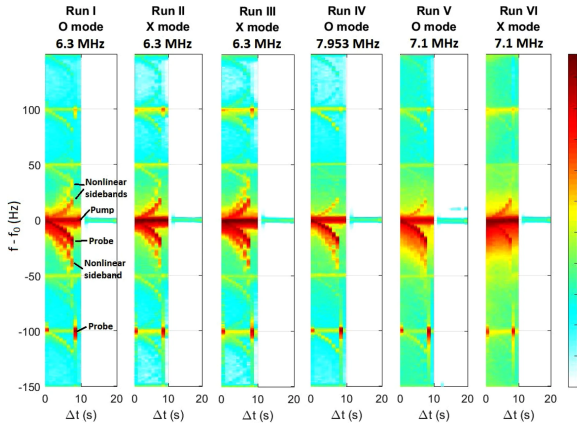 Run I
O mode
6.3 MHz
Run II
X mode
6.3 MHz
Run III
X mode
6.3 MHz
Run IV
O mode
7.953 MHz
Run V
O mode
7.1 MHz
Run VI
X mode
7.1 MHz
f - f0 (Hz)
100
50
0
-50
-100
-150
Nonlinear
sidebands
Pump
Probe
Nonlinear
sideband
Probe
0 10 20
0 10 20
0 10 20
0 10 20
0 10 20
0 10 20
Δt (s)
Δt (s)
Δt (s)
Δt (s)
Δt (s)
Δt (s)